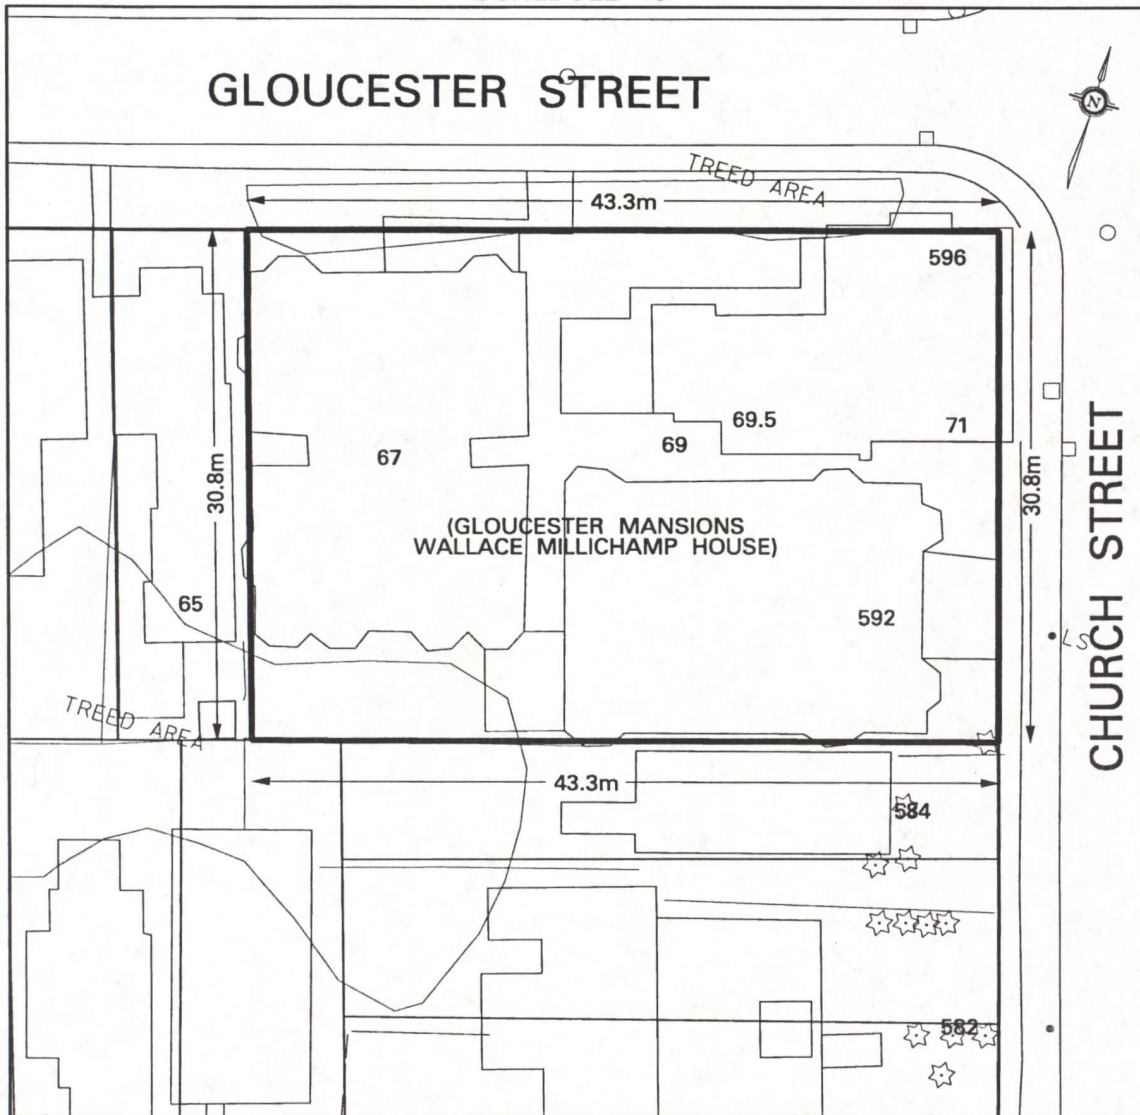 GLOUCESTER STREET
N
TREED AREA
43.3m
596
30.8m
69.5
71
69
67
30.8m
CHURCH STREET
(GLOUCESTER MANSIONS
WALLACE MILLICHAMP HOUSE)
65
592
LS
TREED AREA
43.3m
584
582